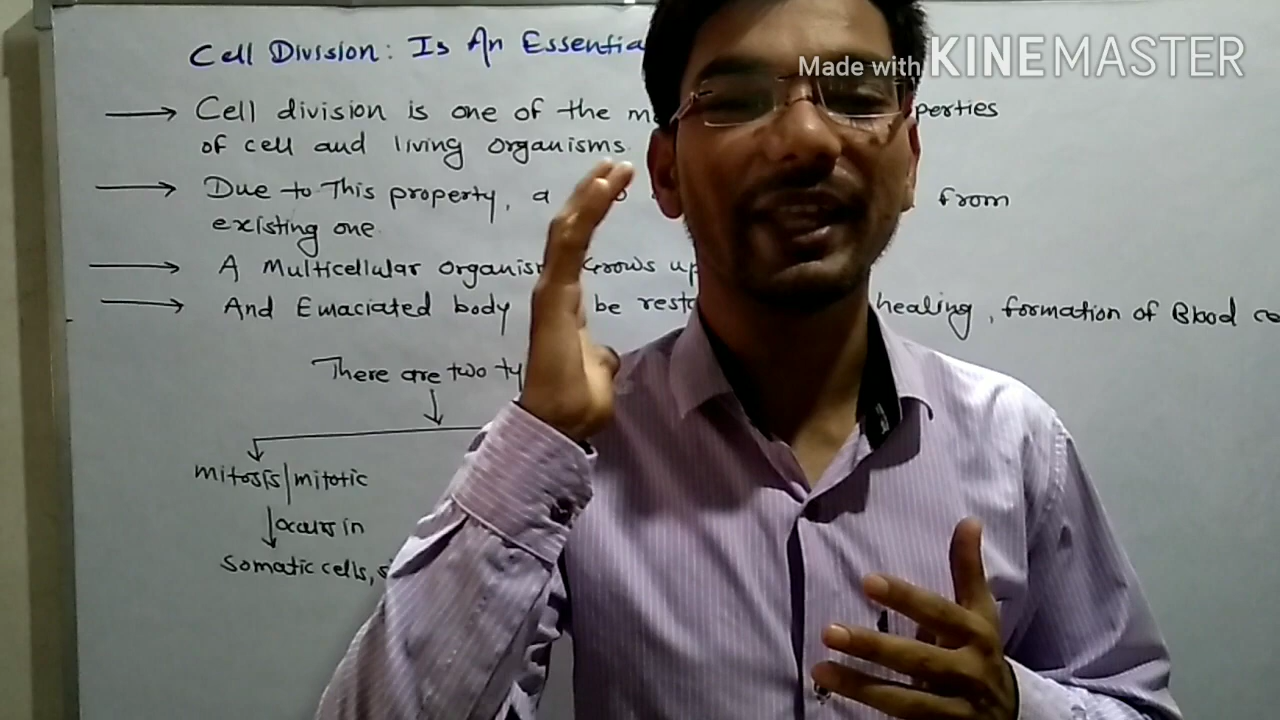 Cell Division: Is An Essentia
Made with KINEMASTER
Cell division is one of the m perties
of cell and living organisms.
Due to This property, a from
existing one.
A Multicellular organism Grows up
And Emaciated body be resto healing, formation of Blood ce
There are two ty
mitosis/mitotic
occurs in
somatic cells, s